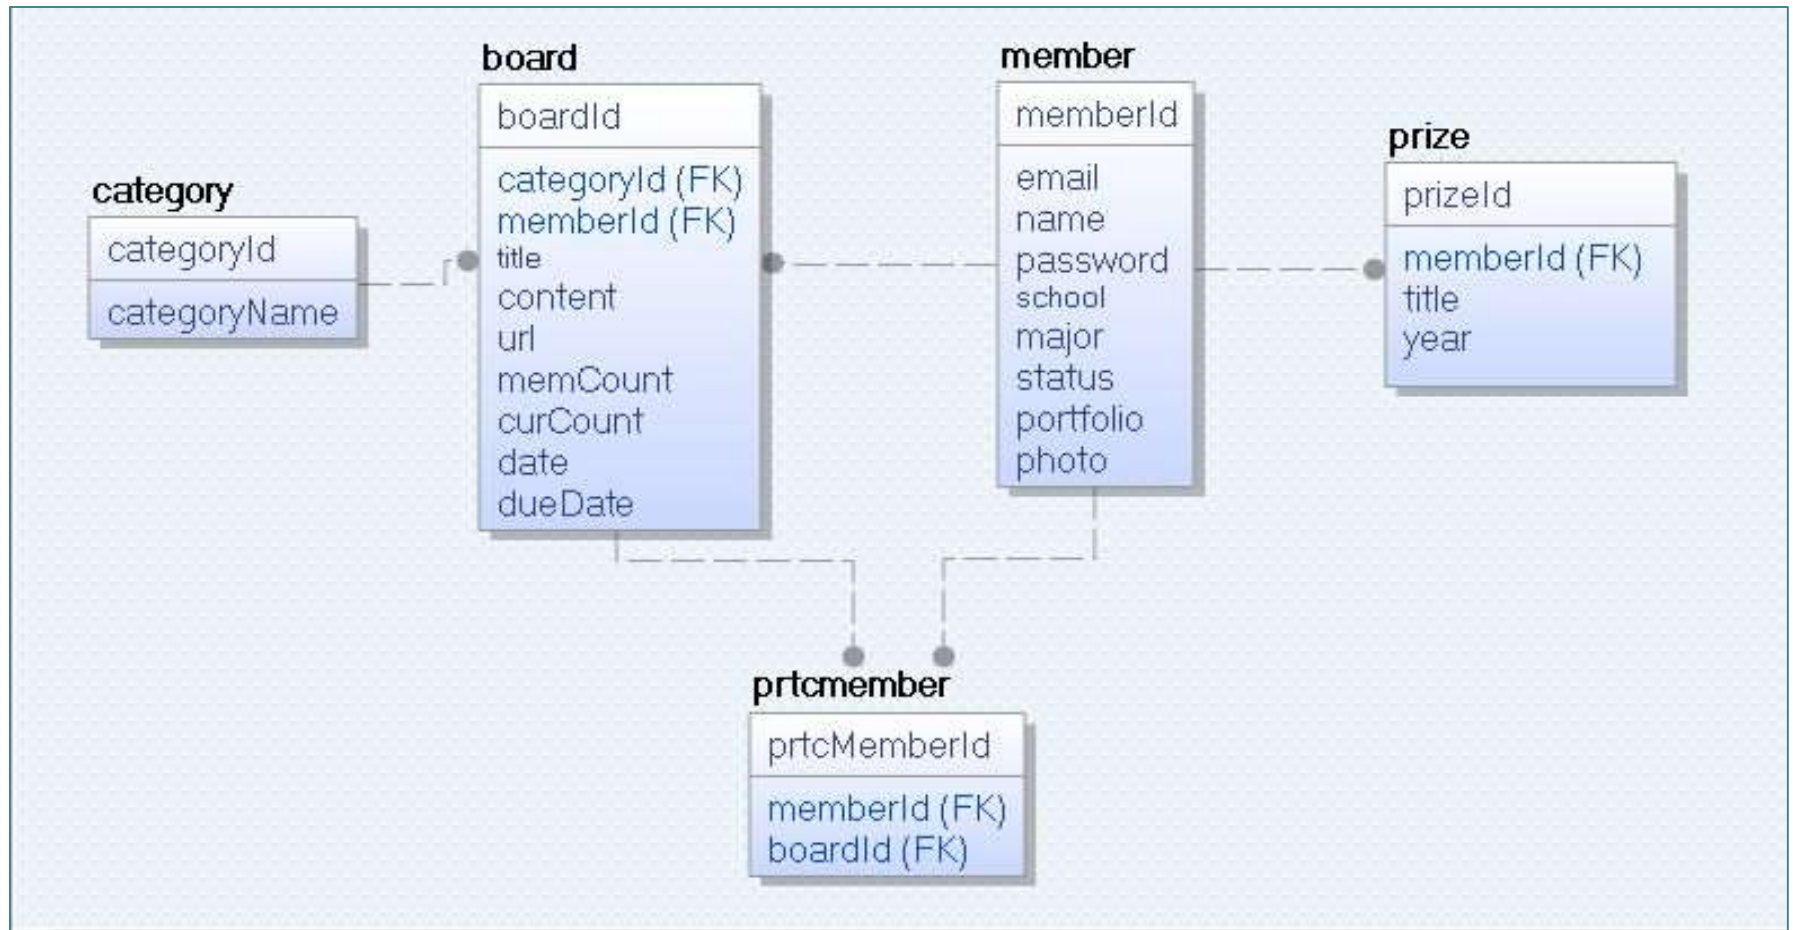 category
categoryId
categoryName
board
boardId
categoryId (FK)
memberId (FK)
title
content
url
memCount
curCount
date
dueDate
member
memberId
email
name
password
school
major
status
portfolio
photo
prize
prizeId
memberId (FK)
title
year
prtcmember
prtcMemberId
memberId (FK)
boardId (FK)